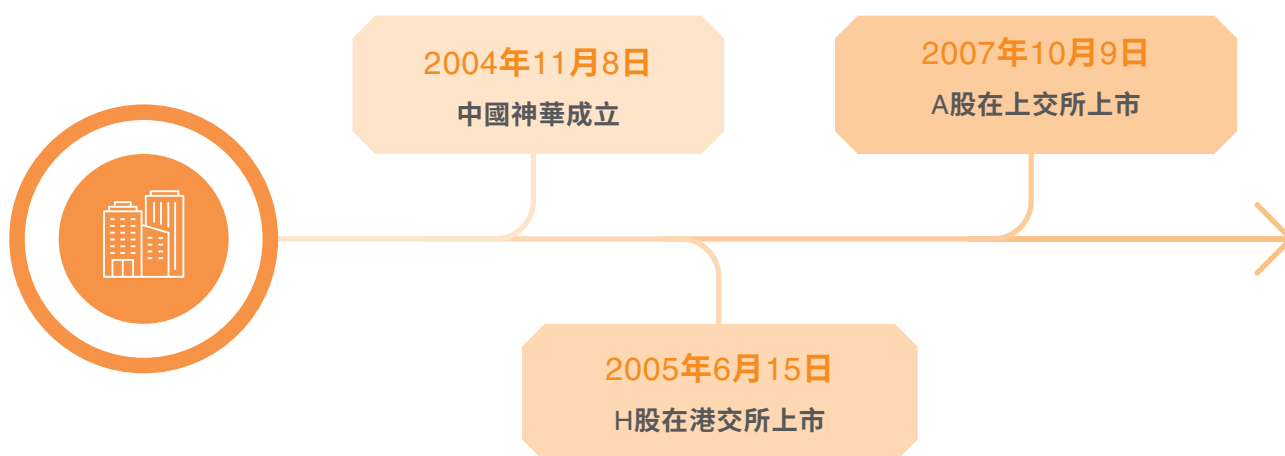 2004年11月8日
中國神華成立
2005年6月15日
H股在港交所上市
2007年10月9日
A股在上交所上市